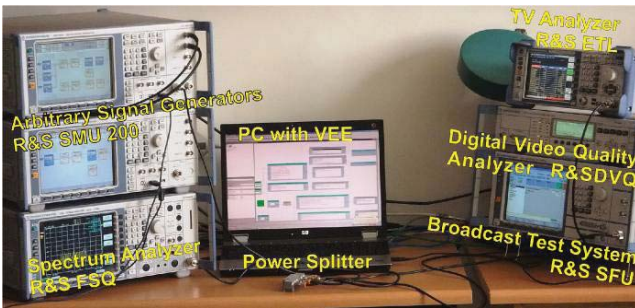 TV Analyzer
R&S ETL
Arbitrary Signal Generators
R&S SMU 200
PC with VEE
Digital Video Quality
Analyzer R&SDVQ
Spectrum Analyzer
R&S FSQ
Power Splitter
Broadcast Test System
R&S SFU
hp